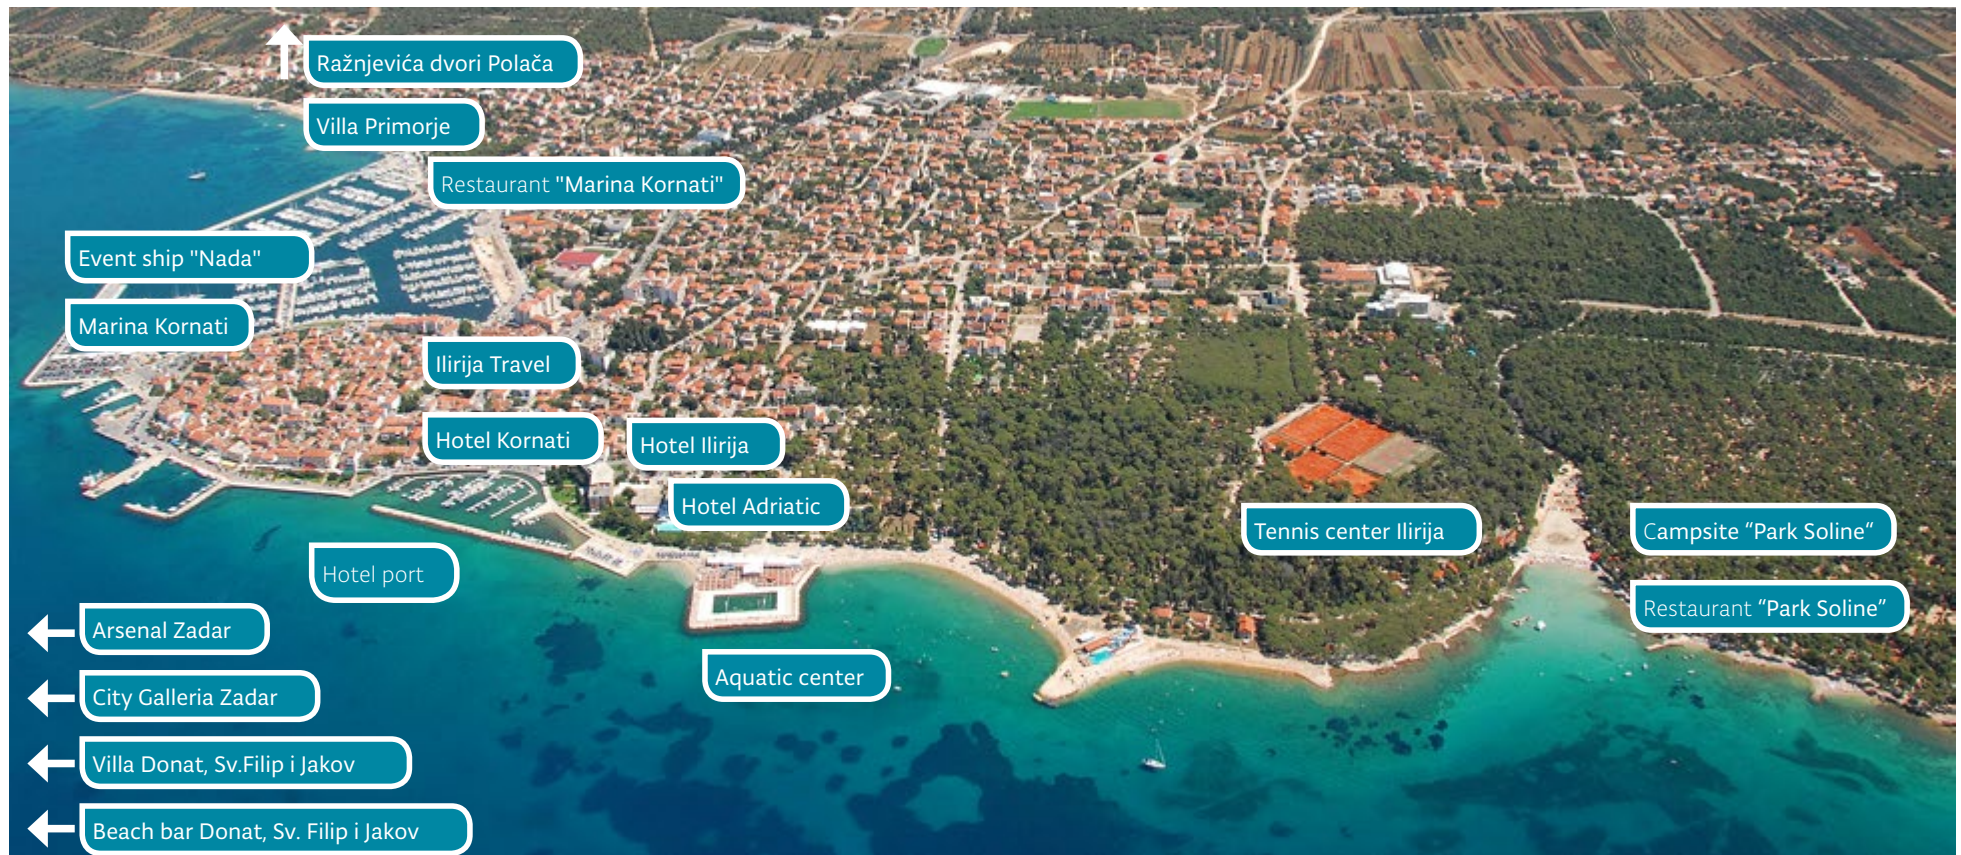 Ražnjevića dvori Polača
Villa Primorje
Restaurant "Marina Kornati"
Event ship "Nada"
Marina Kornati
Ilirija Travel
Hotel Kornati
Hotel Ilirija
Hotel Adriatic
Tennis center Ilirija
Campsite “Park Soline“
Hotel port
Restaurant “Park Soline”
Arsenal Zadar
Aquatic center
City Galleria Zadar
Villa Donat, Sv.Filip i Jakov
Beach bar Donat, Sv. Filip i Jakov